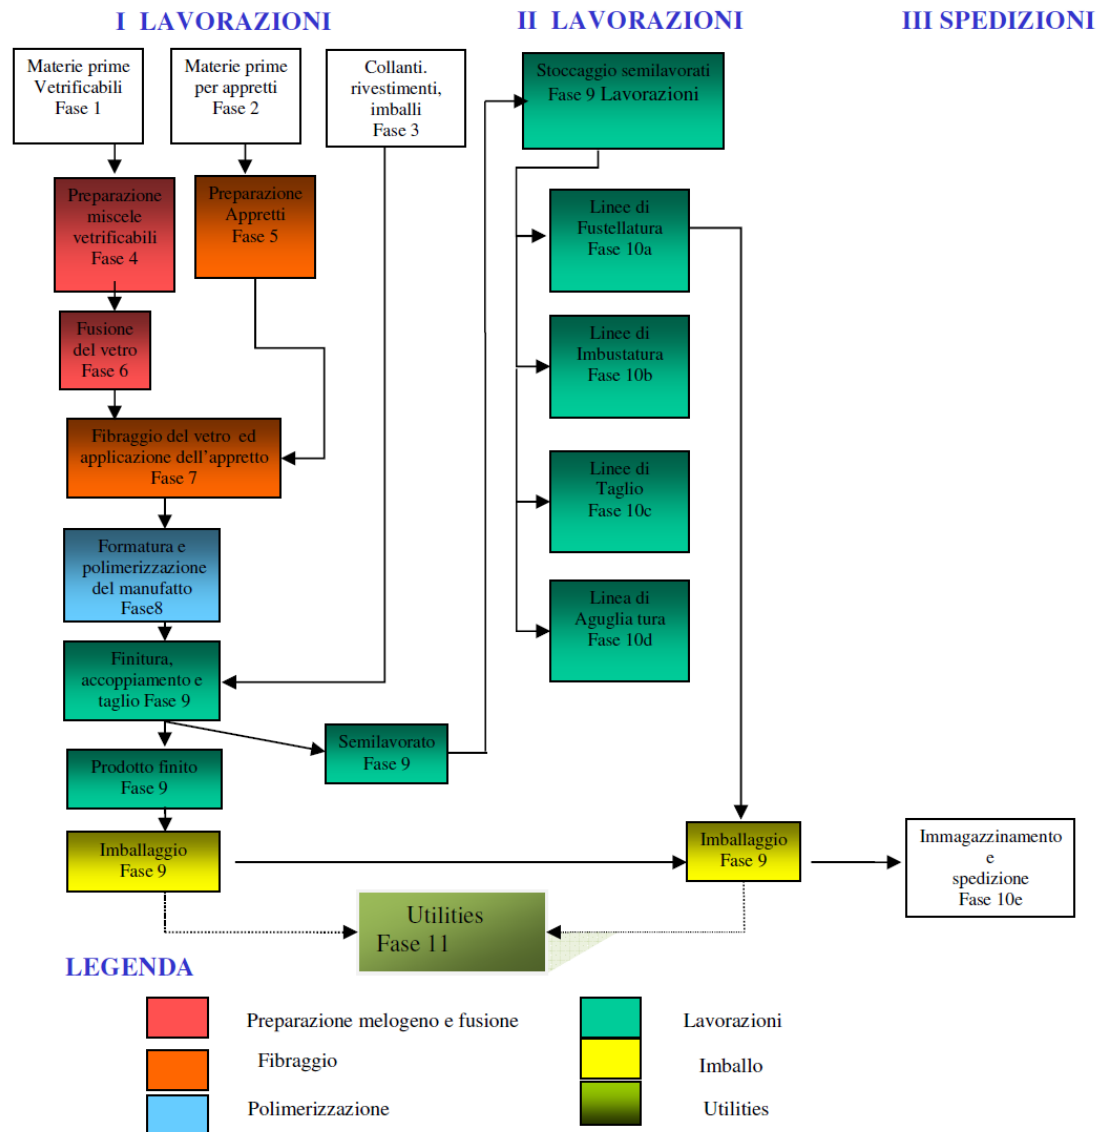 I LAVORAZIONI
II LAVORAZIONI
III SPEDIZIONI
Materie prime
Vetrificabili
Fase 1
Materie prime
per appretti
Fase 2
Collanti.
rivestimenti,
imballi
Fase 3
Stoccaggio semilavorati
Fase 9 Lavorazioni
Preparazione
miscele
vetrificabili
Fase 4
Preparazione
Appretti
Fase 5
Linee di
Fustellatura
Fase 10a
Fusione
del vetro
Fase 6
Linee di
Imbustatura
Fase 10b
Fibraggio del vetro ed
applicazione dell'appretto
Fase 7
Linee di
Taglio
Fase 10c
Formatura e
polimerizzazione
del manufatto
Fase8
Linea di
Aguglia tura
Fase 10d
Finitura,
accoppiamento e
taglio Fase 9
Semilavorato
Fase 9
Prodotto finito
Fase 9
Imballaggio
Fase 9
Imballaggio
Fase 9
Immagazzinamento
e
spedizione
Fase 10e
Utilities
Fase 11
LEGENDA
Preparazione melogeno e fusione
Lavorazioni
Fibraggio
Imballo
Polimerizzazione
Utilities